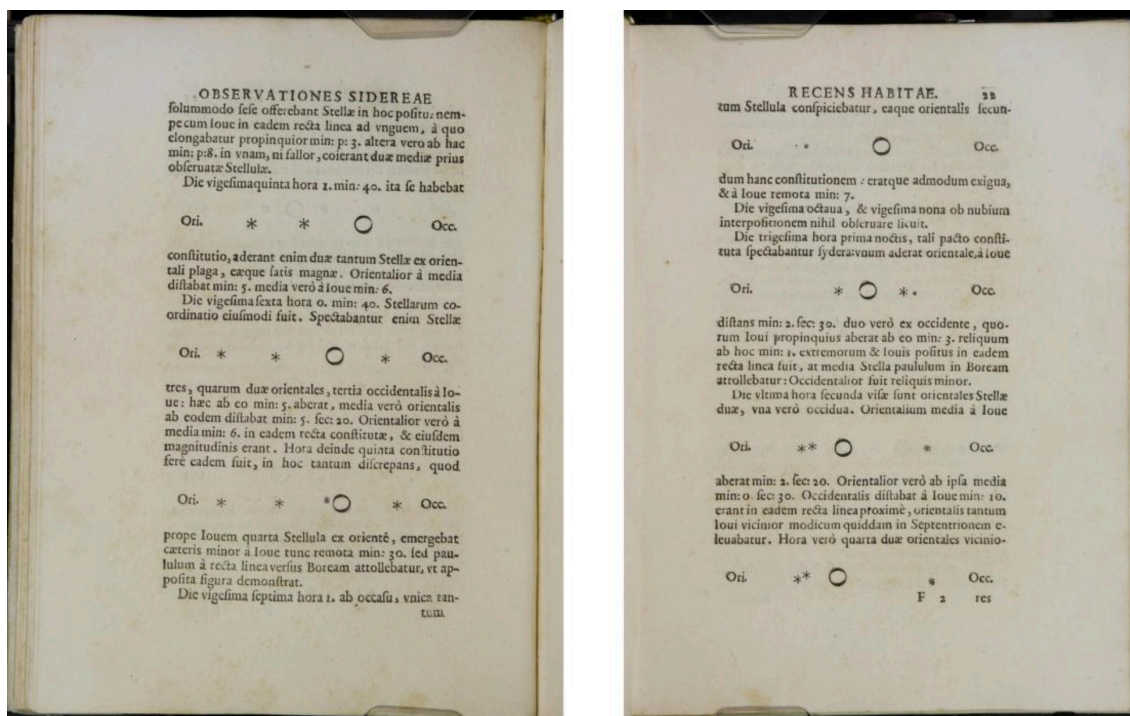 OBSERVATIONES SIDEREAE
ſolummodo ſeſe offerebant Stellæ in hoc poſitu: nem-
pe cum Ioue in eadem recta linea ad vnguem, à quo
elongabatur propinquior min: p: 3. altera vero ab hac
min: p:8. in vnam, ni fallor, coierant duæ mediæ prius
obſeruatæ Stellulæ.
Die vigeſimaquinta hora 1. min: 40. ita ſe habebat
Ori. * * O Occ.
conſtitutio, aderant enim duæ tantum Stellæ ex orien-
tali plaga, eæque ſatis magnæ. Orientalior à media
diſtabat min: 5. media verò à Ioue min: 6.
Die vigeſimaſexta hora 0. min: 40. Stellarum co-
ordinatio eiuſmodi fuit. Spectabantur enim Stellæ
Ori. * * O * Occ.
tres, quarum duæ orientales, tertia occidentalis à Io-
ue: hæc ab eo min: 5. aberat, media verò orientalis
ab eodem diſtabat min: 5. ſec: 20. Orientalior verò à
media min: 6. in eadem recta conſtitutæ, & eiuſdem
magnitudinis erant. Hora deinde quinta conſtitutio
ferè eadem fuit, in hoc tantum diſcrepans, quod
Ori. * * *O * Occ.
prope Iouem quarta Stellula ex orientè, emergebat
cæteris minor à Ioue tunc remota min: 30. ſed pau-
lulum à recta linea verſus Boream attollebatur, vt ap-
poſita figura demonſtrat.
Die vigeſima ſeptima hora 1. ab occaſu, vnica tan-
tum
RECENS HABITAE. 22
tum Stellula conſpiciebatur, eaque orientalis ſecun-
Ori. * O Occ.
dum hanc conſtitutionem: eratque admodum exigua,
& à Ioue remota min: 7.
Die vigeſima octaua, & vigeſima nona ob nubium
interpoſitionem nihil obſeruare licuit.
Die trigeſima hora prima noctis, tali pacto conſti-
tuta ſpectabantur ſydera: vnum aderat orientale, à Ioue
Ori. * O ** Occ.
diſtans min: 2. ſec: 30. duo verò ex occidente, quo-
rum Ioui propinquius aberat ab eo min: 3. reliquum
ab hoc min: 1. extremorum & Iouis poſitus in eadem
recta linea fuit, at media Stella paululum in Boream
attollebatur: Occidentalior fuit reliquis minor.
Die vltima hora ſecunda viſæ ſunt orientales Stellæ
duæ, vna verò occidua. Orientalium media à Ioue
Ori. ** O * Occ.
aberat min: 2. ſec: 20. Orientalior verò ab ipſa media
min: 0. ſec: 30. Occidentalis diſtabat à Ioue min: 10.
erant in eadem recta linea proximè, orientalis tantum
Ioui vicinior modicum quiddam in Septentrionem e-
leuabatur. Hora verò quarta duæ orientales vicinio-
Ori. ** O * Occ.
F 2 res